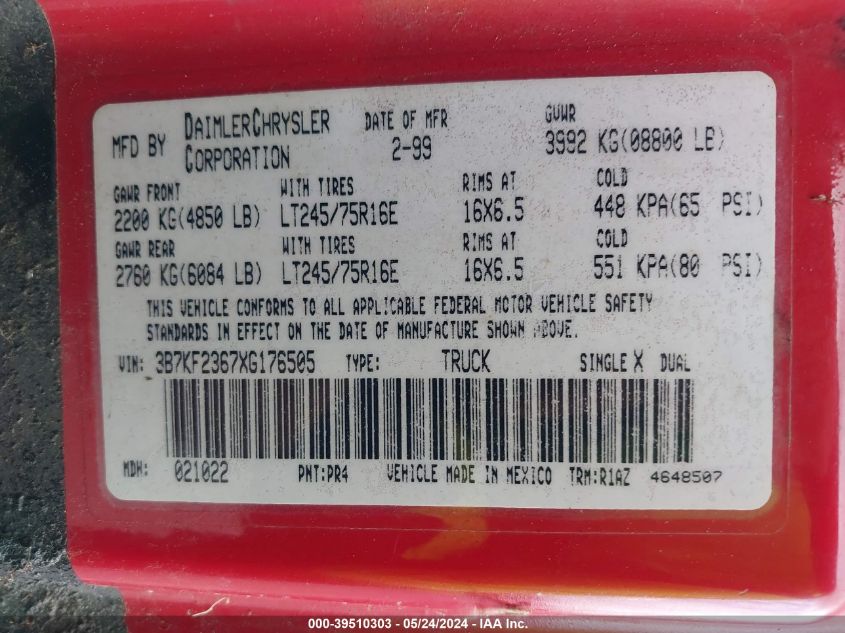 MFD BY DAIMLERCHRYSLER CORPORATION DATE OF MFR 2-99 GVWR 3992 KG(08800 LB)
GAWR FRONT WITH TIRES RIMS AT COLD
2200 KG(4850 LB) LT245/75R16E 16X6.5 448 KPA(65 PSI)
GAWR REAR WITH TIRES RIMS AT COLD
2760 KG(6084 LB) LT245/75R16E 16X6.5 551 KPA(80 PSI)
THIS VEHICLE CONFORMS TO ALL APPLICABLE FEDERAL MOTOR VEHICLE SAFETY
STANDARDS IN EFFECT ON THE DATE OF MANUFACTURE SHOWN ABOVE.
VIN: 3B7KF2367XG176505 TYPE: TRUCK SINGLE X DUAL
MDH: 021022 PNT:PR4 VEHICLE MADE IN MEXICO TRM:R1AZ 4648507
000-39510303 - 05/24/2024 - IAA, Inc.